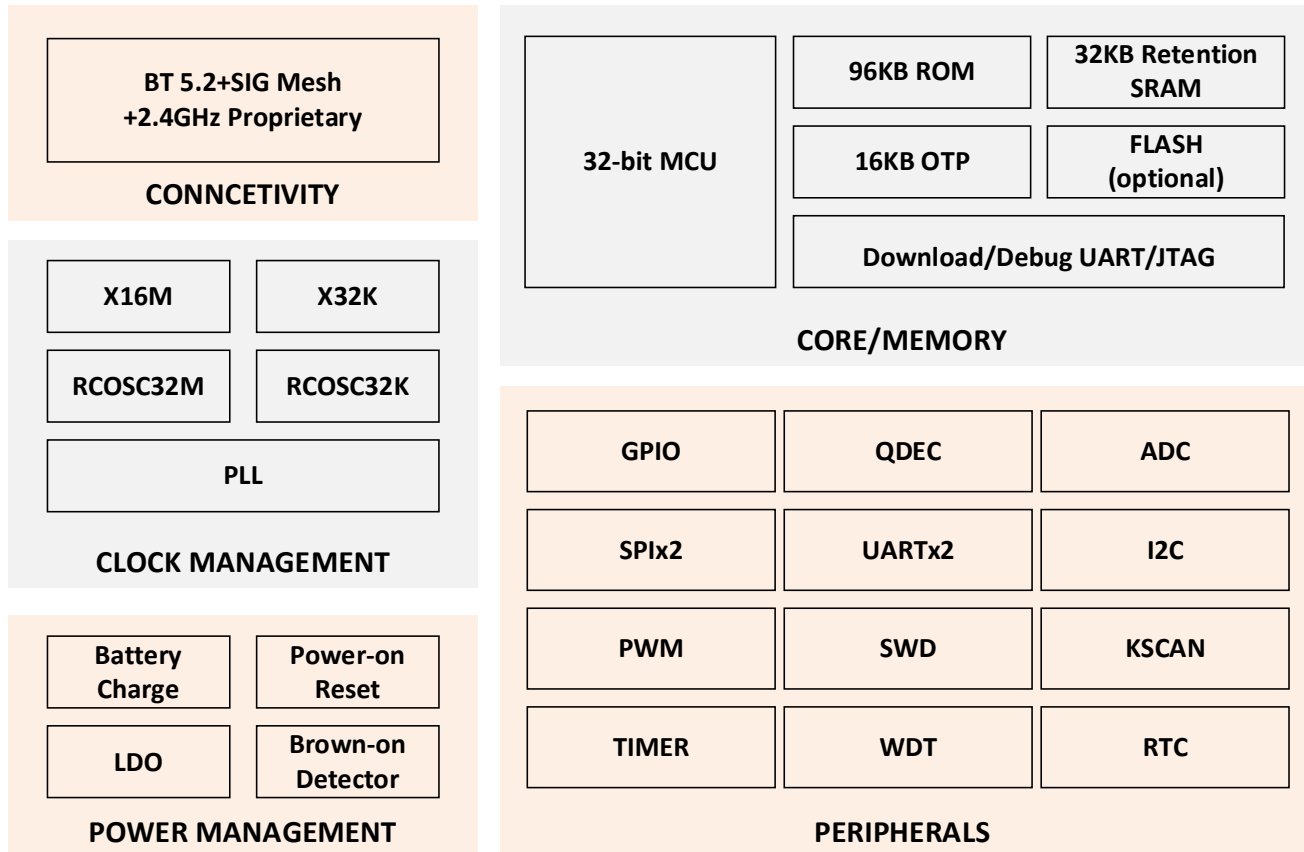 BT 5.2+SIG Mesh
+2.4GHz Proprietary
CONNCETIVITY
X16M
X32K
RCOSC32M
RCOSC32K
PLL
CLOCK MANAGEMENT
Battery
Charge
Power-on
Reset
LDO
Brown-on
Detector
POWER MANAGEMENT
32-bit MCU
96KB ROM
32KB Retention
SRAM
16KB OTP
FLASH
(optional)
Download/Debug UART/JTAG
CORE/MEMORY
GPIO
QDEC
ADC
SPIx2
UARTx2
I2C
PWM
SWD
KSCAN
TIMER
WDT
RTC
PERIPHERALS